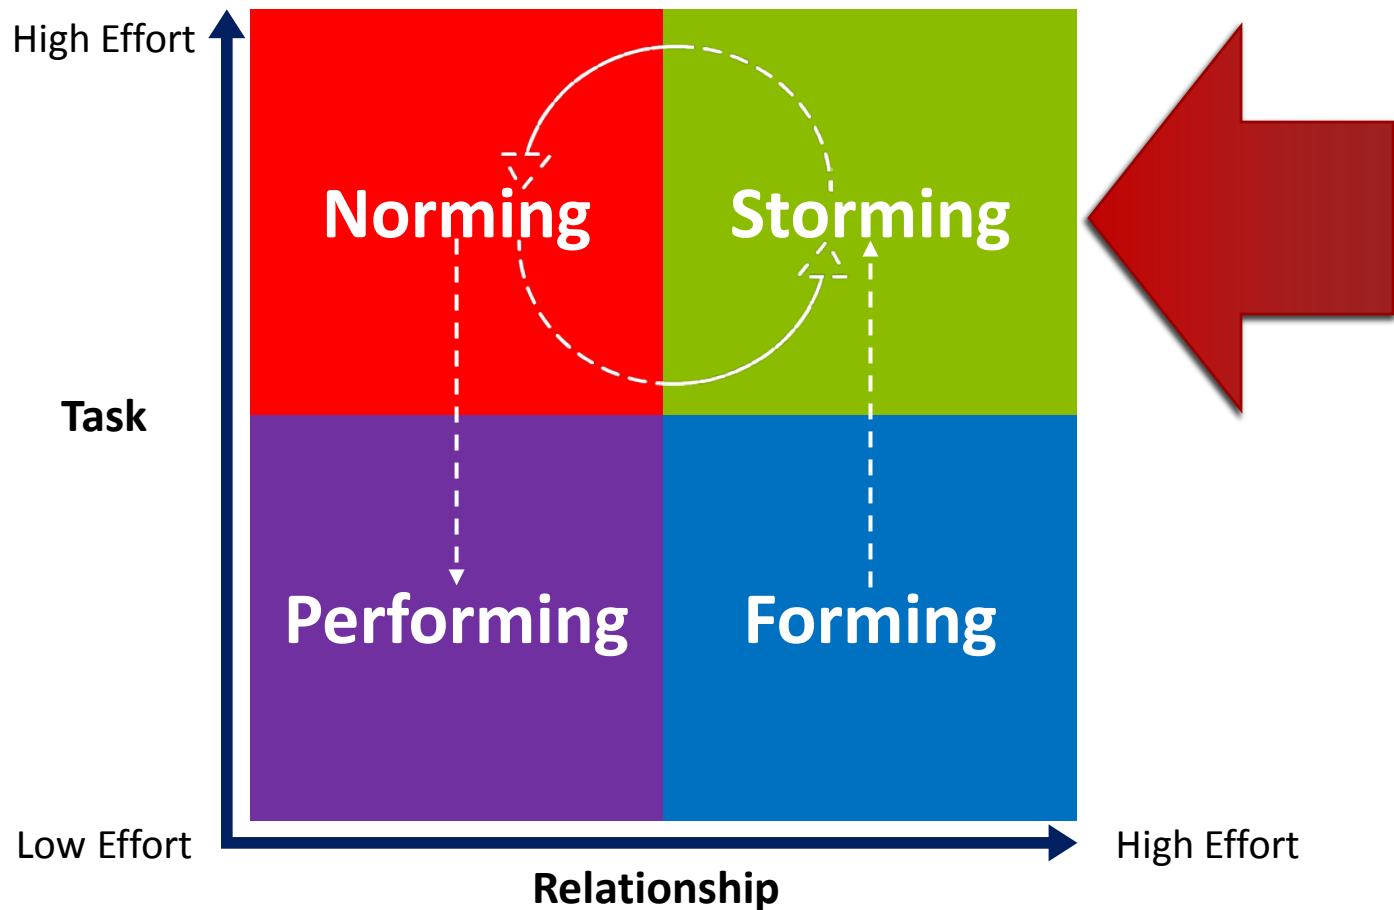 High Effort
Norming
Storming
Task
Performing
Forming
Low Effort
High Effort
Relationship